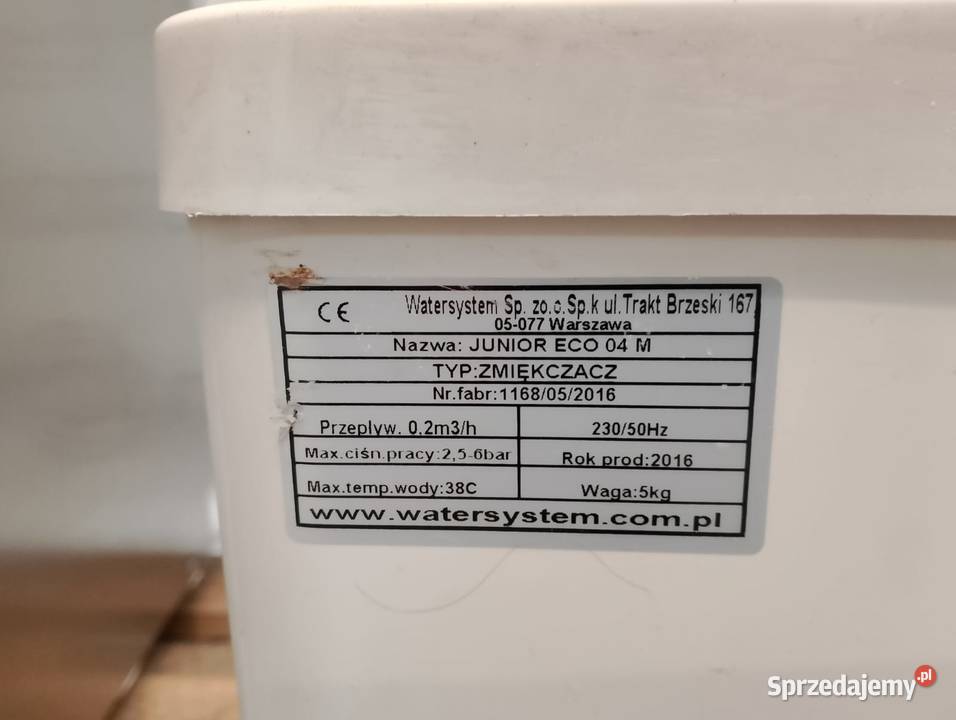 CE Watersystem Sp. zo.o.Sp.k ul.Trakt Brzeski 167
05-077 Warszawa
Nazwa: JUNIOR ECO 04 M
TYP:ZMIĘKCZACZ
Nr.fabr:1168/05/2016
Przepływ. 0,2m3/h 230/50Hz
Max.ciśn.pracy:2,5-6bar Rok prod:2016
Max.temp.wody:38C Waga:5kg
www.watersystem.com.pl
Sprzedajemy.pl